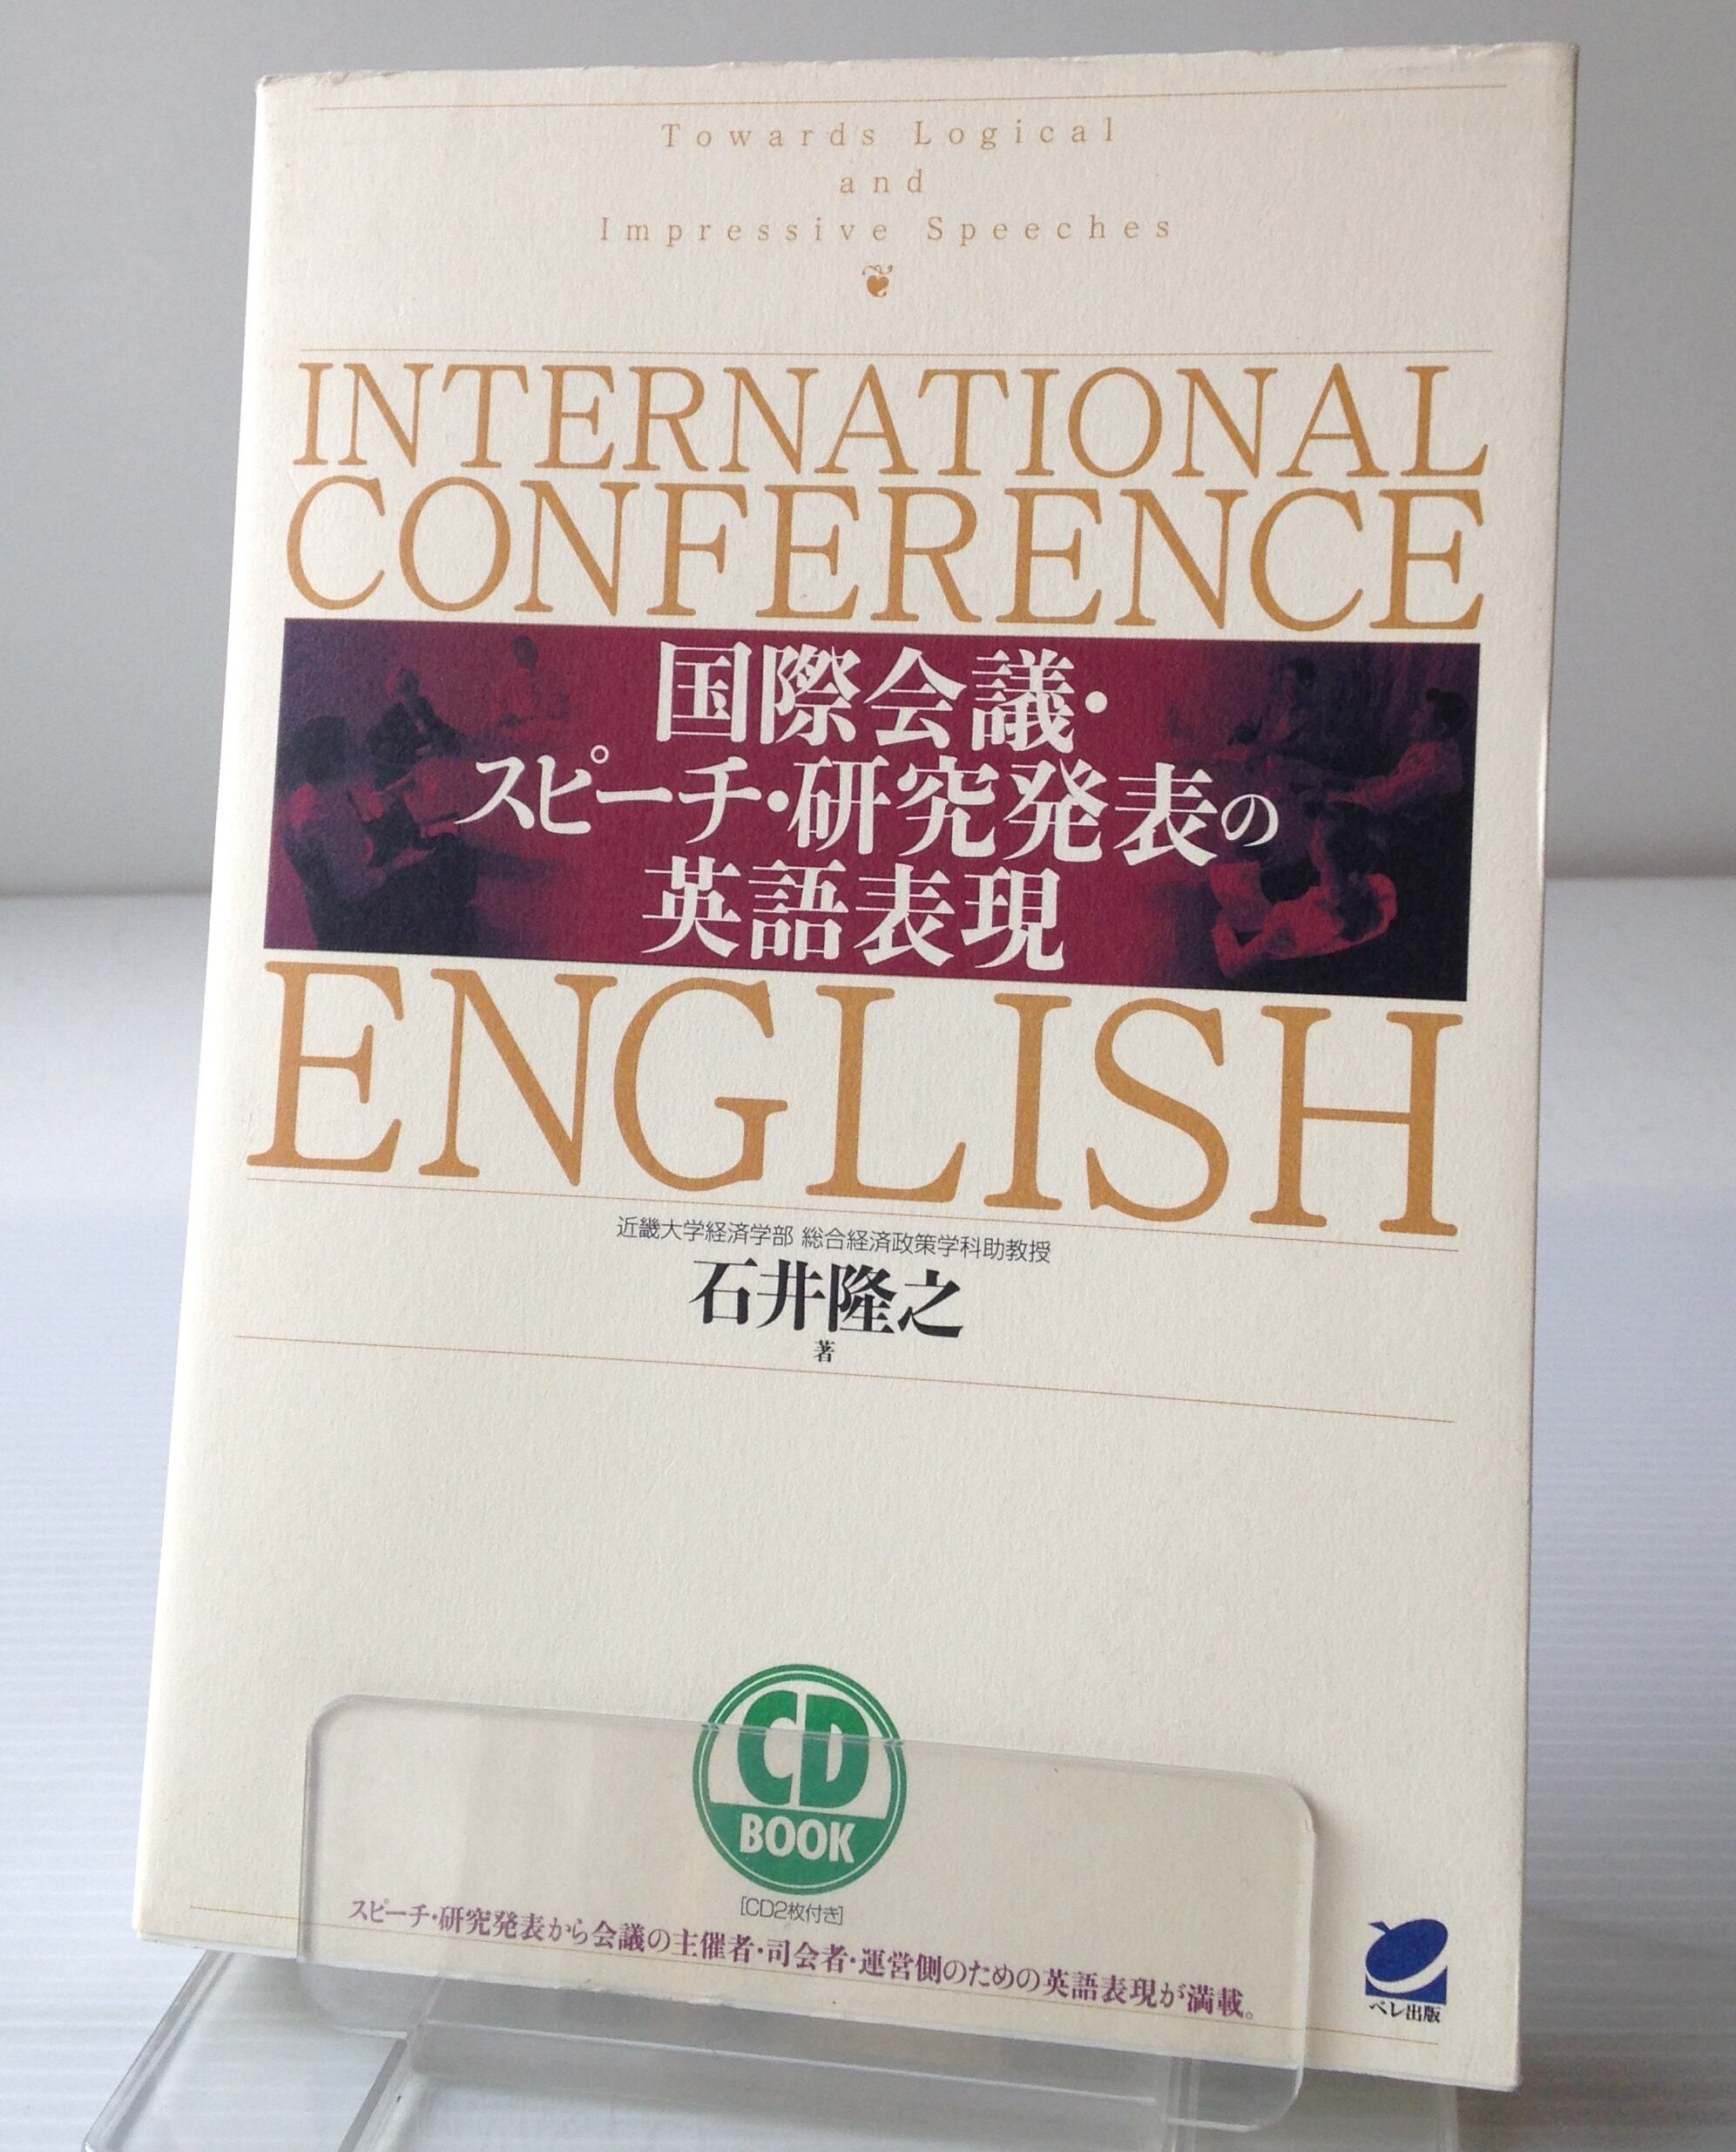 Towards Logical
and
Impressive Speeches
INTERNATIONAL
CONFERENCE
国際会議・
スピーチ・研究発表の
英語表現
ENGLISH
近畿大学経済学部 総合経済政策学科助教授
石井隆之
著
CD
BOOK
[CD2枚付き]
スピーチ・研究発表から会議の主催者・司会者・運営側のための英語表現が満載。
ベレ出版